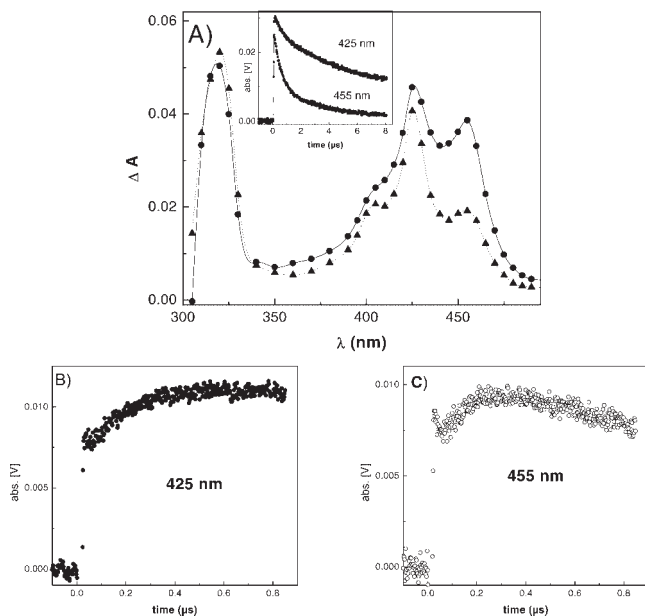 A)
0.06
0.04
0.02
0.00
Δ A
300
350
400
450
λ (nm)
abs. [V]
0.02
0.00
425 nm
455 nm
0
2
4
6
8
time (µs)
B)
abs. [V]
0.010
0.005
0.000
425 nm
0.0
0.2
0.4
0.6
0.8
time (µs)
C)
abs. [V]
0.010
0.005
0.000
455 nm
0.0
0.2
0.4
0.6
0.8
time (µs)